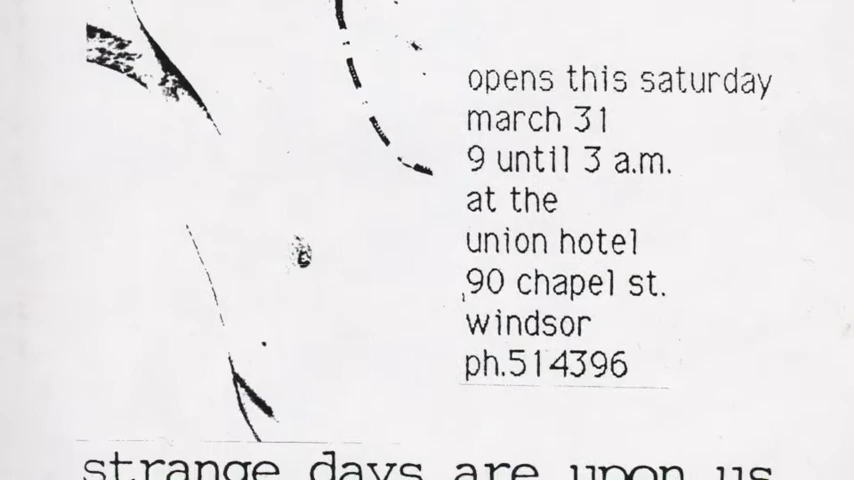 opens this saturday
march 31
9 until 3 a.m.
at the
union hotel
90 chapel st.
windsor
ph.514396
strange days are upon us